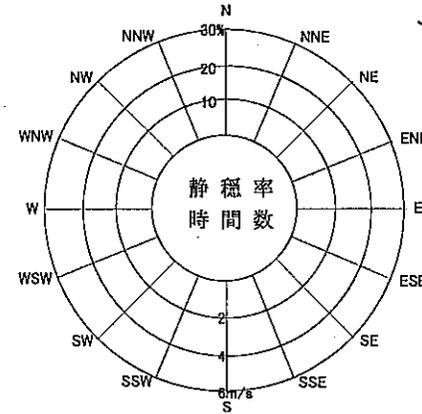 N
30%
NNW
NNE
20
NW
NE
10
WNW
ENE
静穏率
時間数
W
E
WSW
ESE
2
SW
4
SE
SSW
SSE
6m/s
S